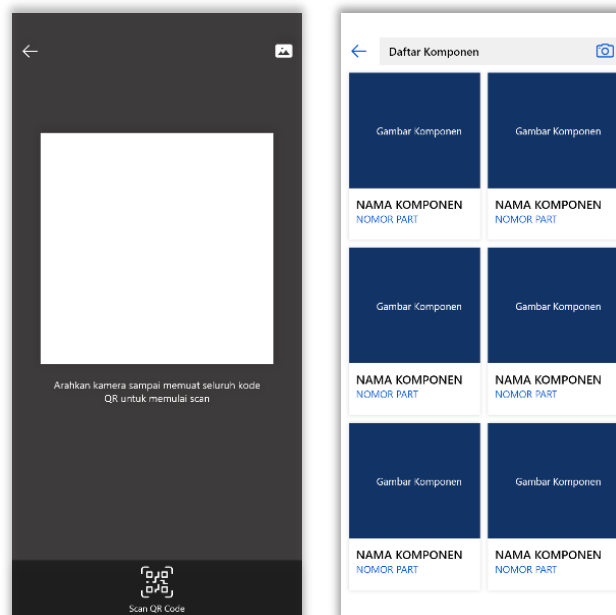 Arahkan kamera sampai memuat seluruh kode
QR untuk memulai scan
Scan QR Code
Daftar Komponen
Gambar Komponen
Gambar Komponen
NAMA KOMPONEN
NOMOR PART
NAMA KOMPONEN
NOMOR PART
Gambar Komponen
Gambar Komponen
NAMA KOMPONEN
NOMOR PART
NAMA KOMPONEN
NOMOR PART
Gambar Komponen
Gambar Komponen
NAMA KOMPONEN
NOMOR PART
NAMA KOMPONEN
NOMOR PART